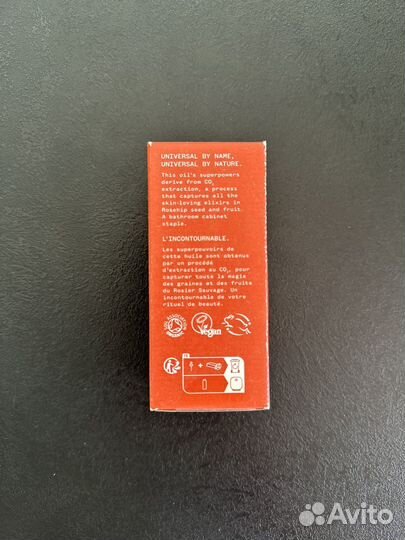 UNIVERSAL BY NAME,
UNIVERSAL BY NATURE.
This oil's superpowers
derive from CO₂
extraction, a process
that captures all the
skin-loving elixirs in
Rosehip seed and fruit.
A bathroom cabinet
staple.
L'INCONTOURNABLE.
Les superpouvoirs de
cette huile sont obtenus
par un procédé
d'extraction au CO₂, pour
capturer toute la magie
des graines et des fruits
du Rosier Sauvage. Un
incontournable de votre
rituel de beauté.
ORGANIC
Vegan
FR
+
Avito